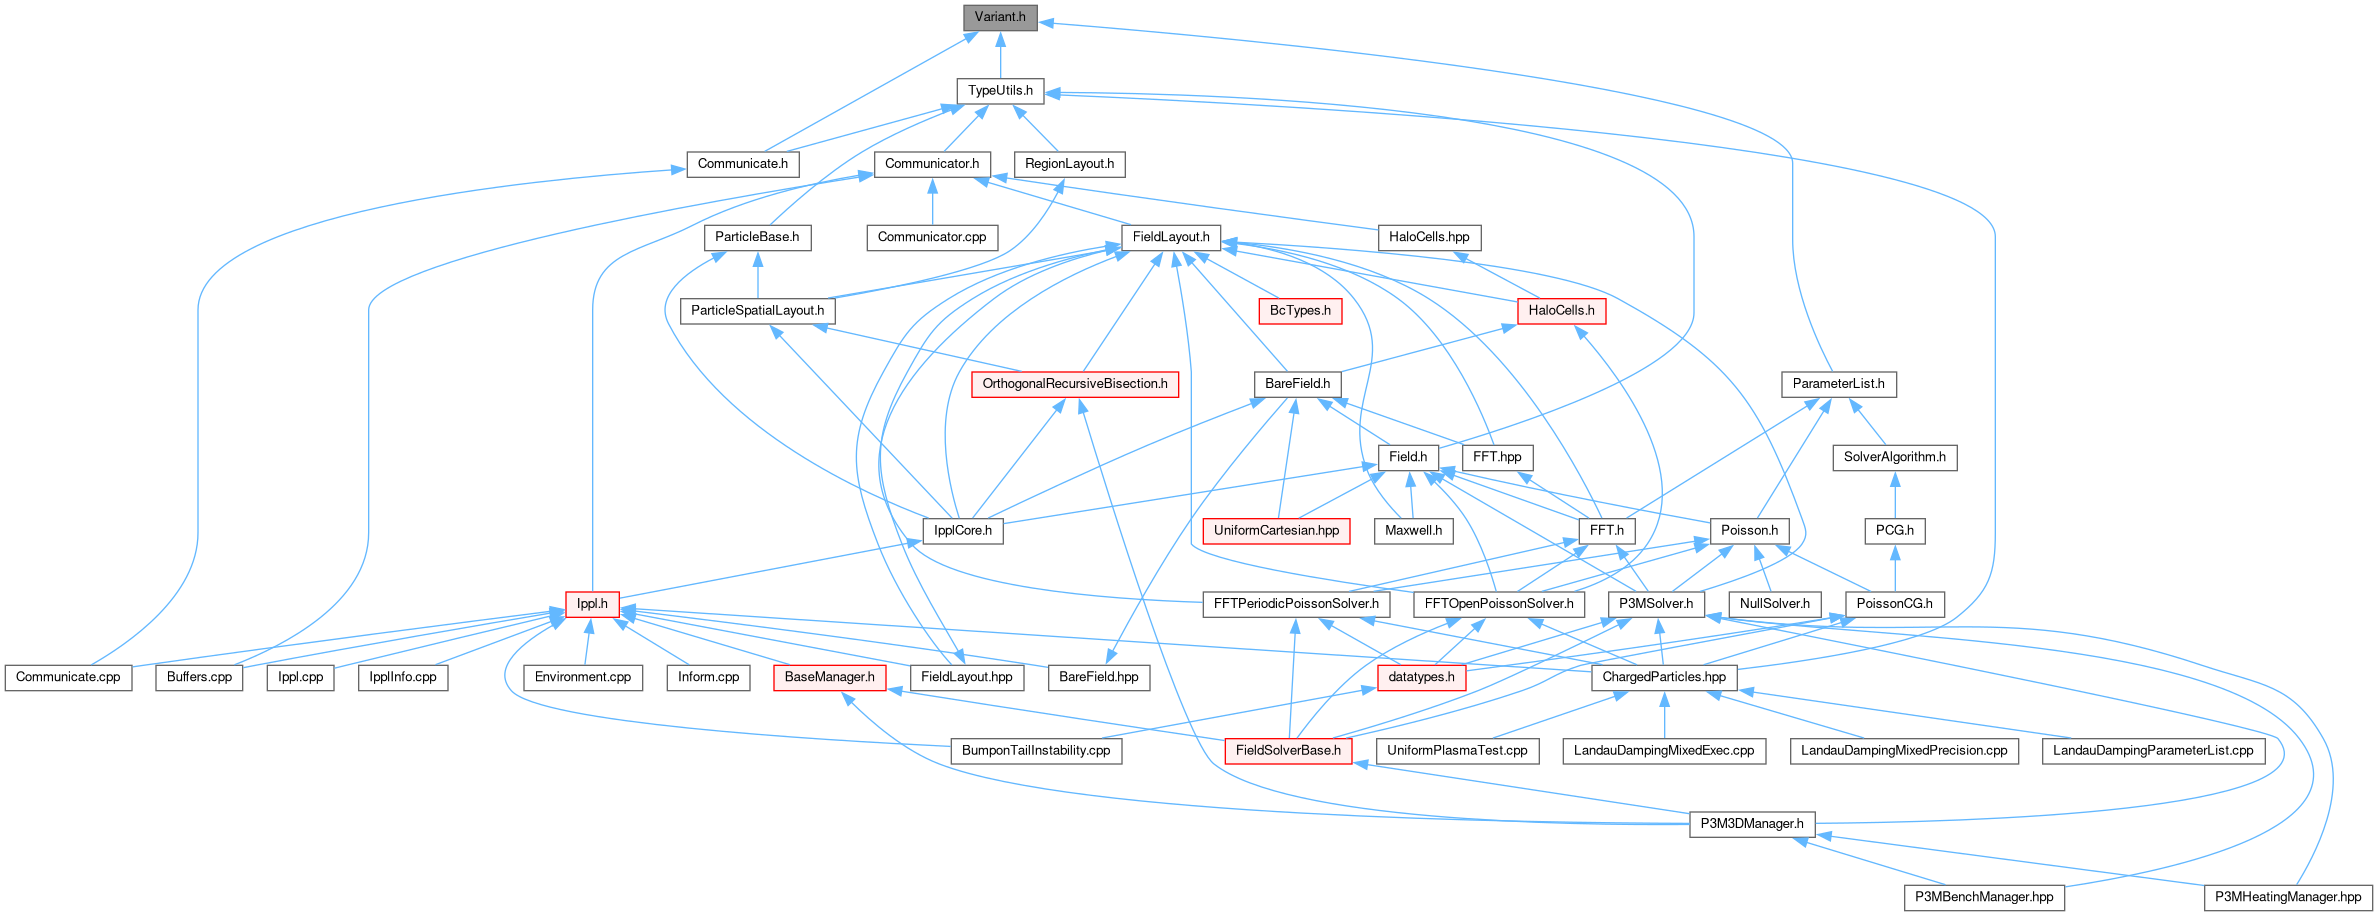 Variant.h
TypeUtils.h
Communicate.h
Communicator.h
RegionLayout.h
ParticleBase.h
Communicator.cpp
FieldLayout.h
HaloCells.hpp
ParticleSpatialLayout.h
BcTypes.h
HaloCells.h
OrthogonalRecursiveBisection.h
BareField.h
ParameterList.h
Field.h
FFT.hpp
SolverAlgorithm.h
IpplCore.h
UniformCartesian.hpp
Maxwell.h
FFT.h
Poisson.h
PCG.h
Ippl.h
FFTPeriodicPoissonSolver.h
FFTOpenPoissonSolver.h
P3MSolver.h
NullSolver.h
PoissonCG.h
Communicate.cpp
Buffers.cpp
Ippl.cpp
IpplInfo.cpp
Environment.cpp
Inform.cpp
BaseManager.h
FieldLayout.hpp
BareField.hpp
datatypes.h
ChargedParticles.hpp
BumponTailInstability.cpp
FieldSolverBase.h
UniformPlasmaTest.cpp
LandauDampingMixedExec.cpp
LandauDampingMixedPrecision.cpp
LandauDampingParameterList.cpp
P3M3DManager.h
P3MBenchManager.hpp
P3MHeatingManager.hpp